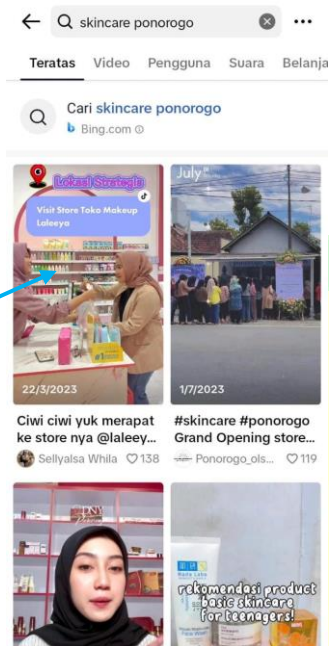 skincare ponorogo
Teratas Video Pengguna Suara Belanja
Cari skincare ponorogo
Bing.com
Lokasi Strategis
Visit Store Toko Makeup
Laleeya
22/3/2023
July
1/7/2023
Ciwi ciwi yuk merapat
ke store nya @laleey...
Sellyalsa Whila 138
#skincare #ponorogo
Grand Opening store...
Ponorogo_ols... 119
Hada Labo
rekomendasi product
basic skincare
for teenagers!